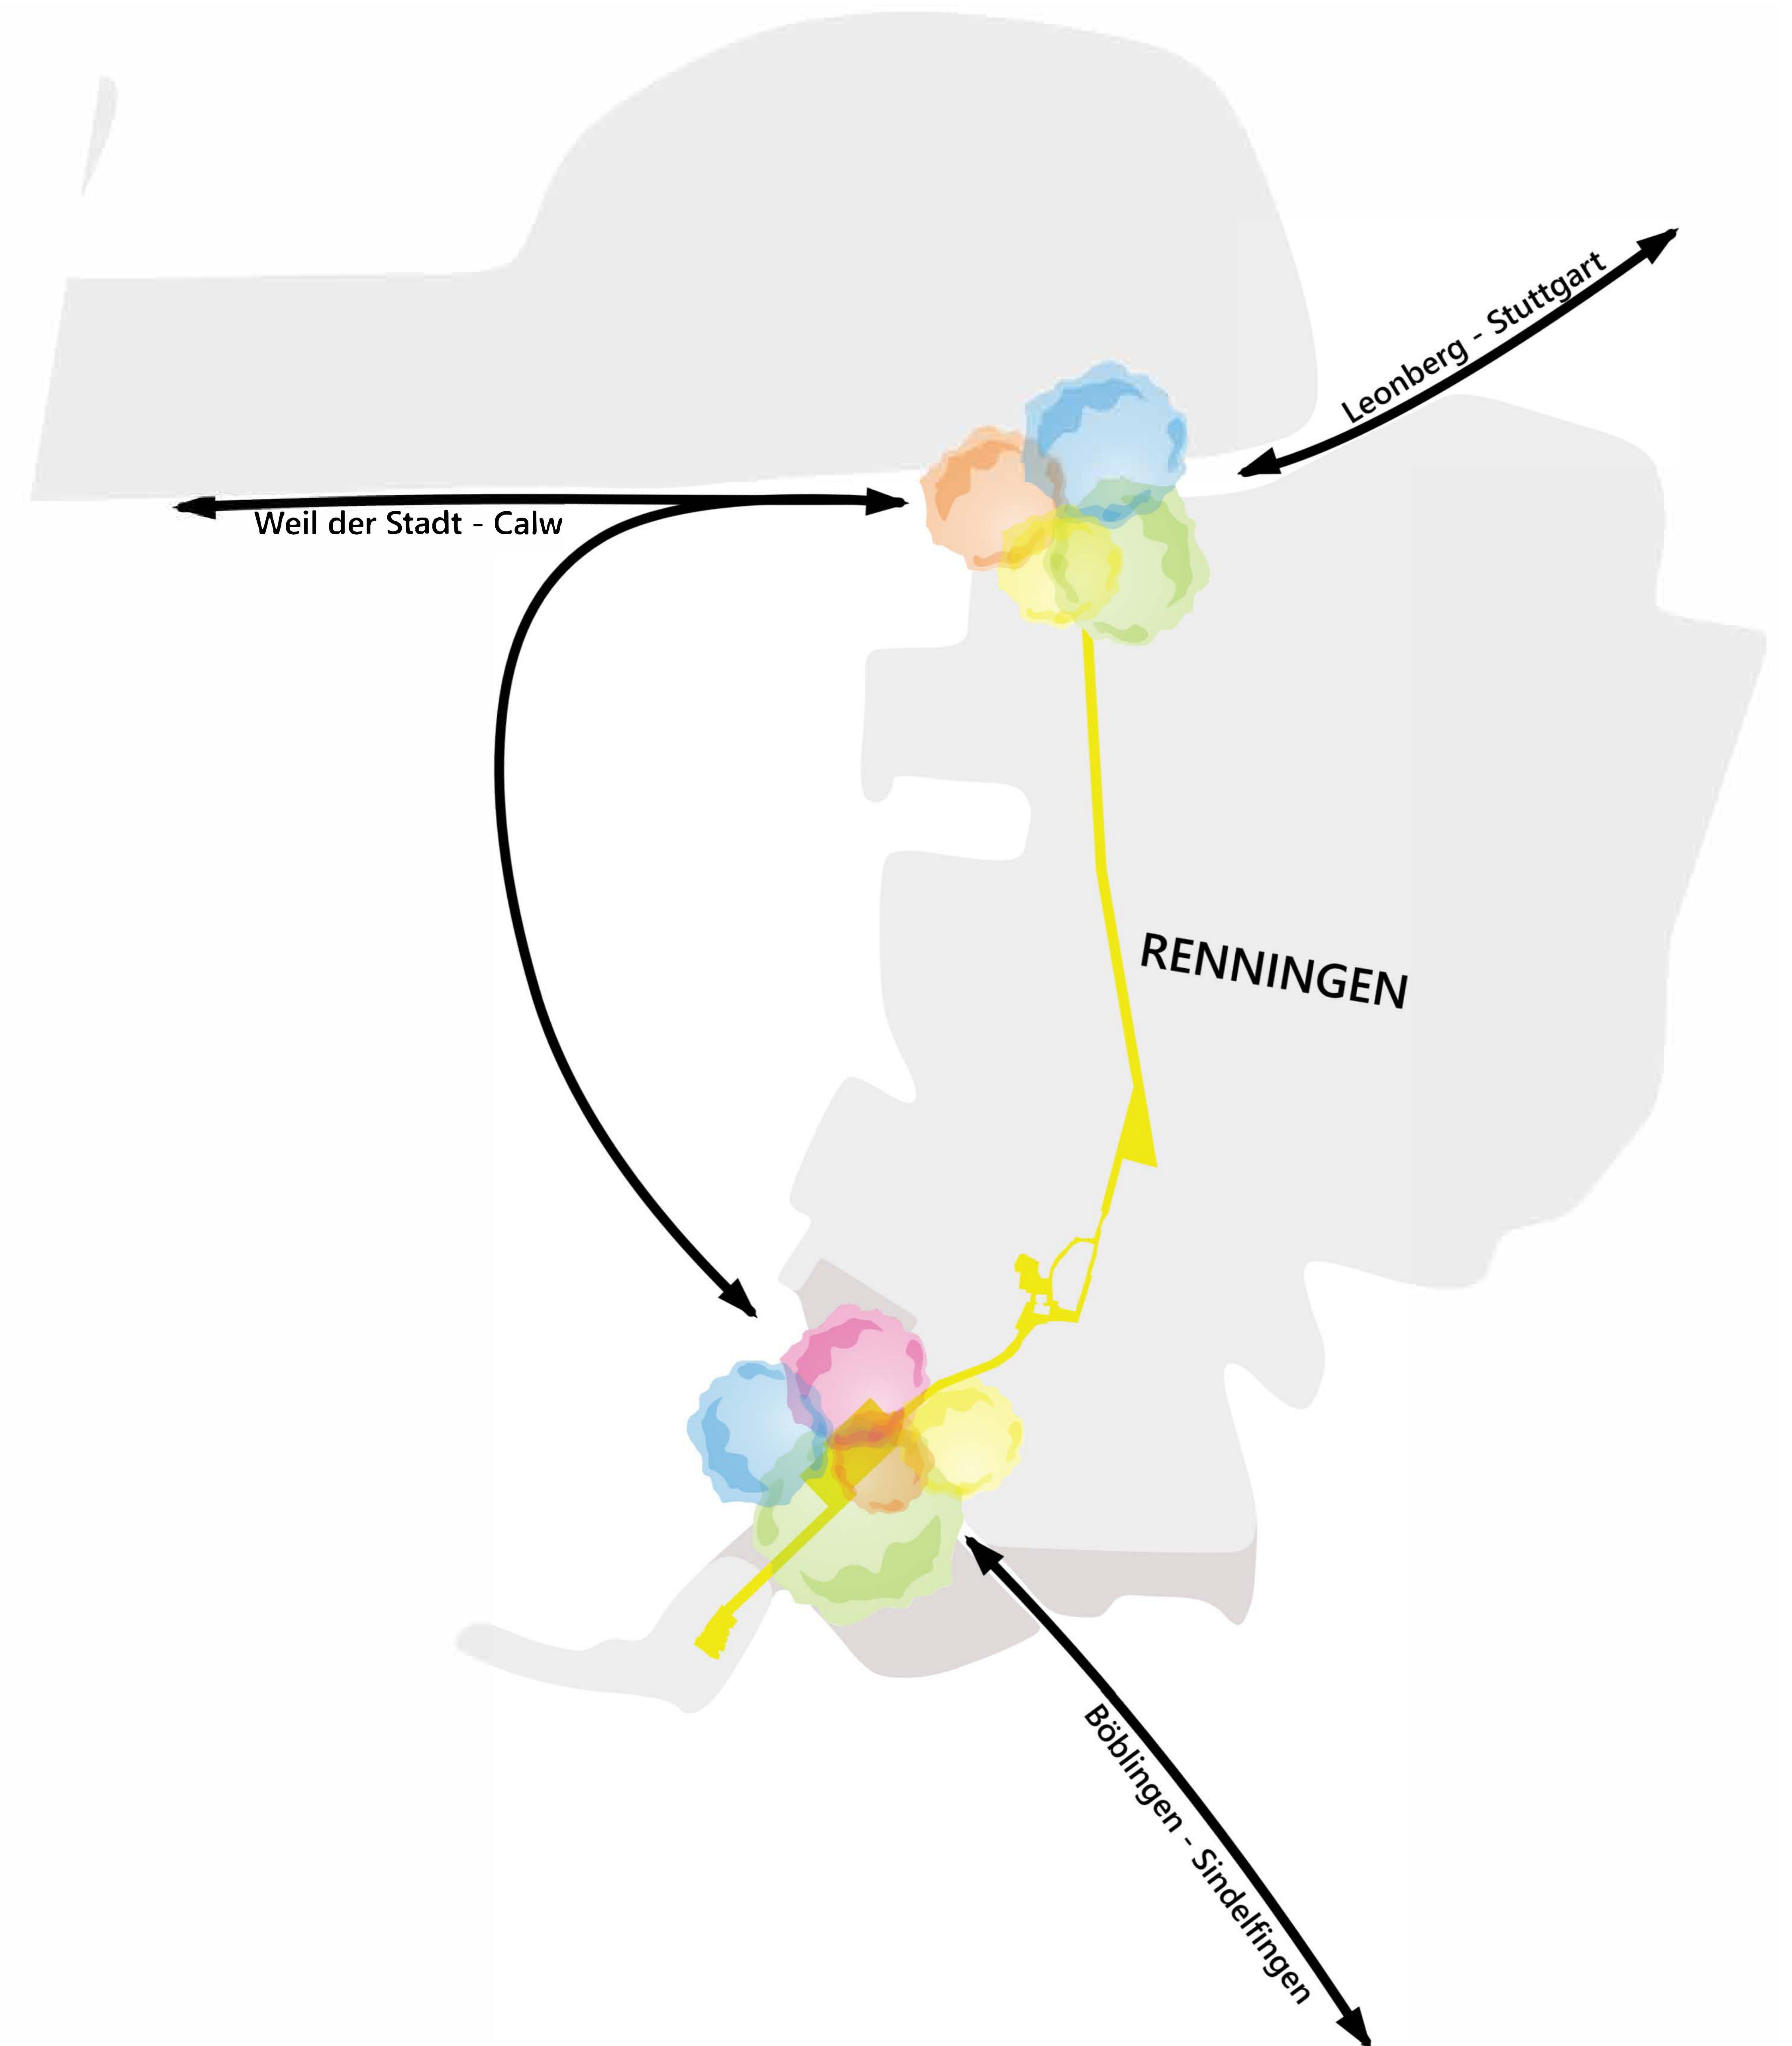 Leonberg - Stuttgart
Weil der Stadt - Calw
RENNINGEN
Böblingen - Sindelfingen